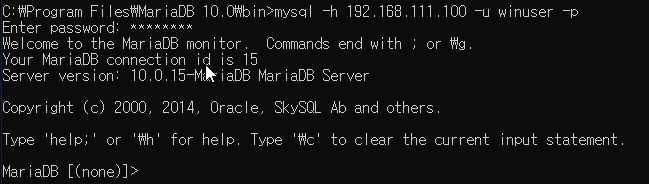 C:₩Program Files₩MariaDB 10.0₩bin>mysql -h 192.168.111.100 -u winuser -p
Enter password: ********
Welcome to the MariaDB monitor.  Commands end with ; or ₩g.
Your MariaDB connection id is 15
Server version: 10.0.15-MariaDB MariaDB Server
Copyright (c) 2000, 2014, Oracle, SkySQL Ab and others.
Type 'help;' or '₩h' for help. Type '₩c' to clear the current input statement.
MariaDB [(none)]>